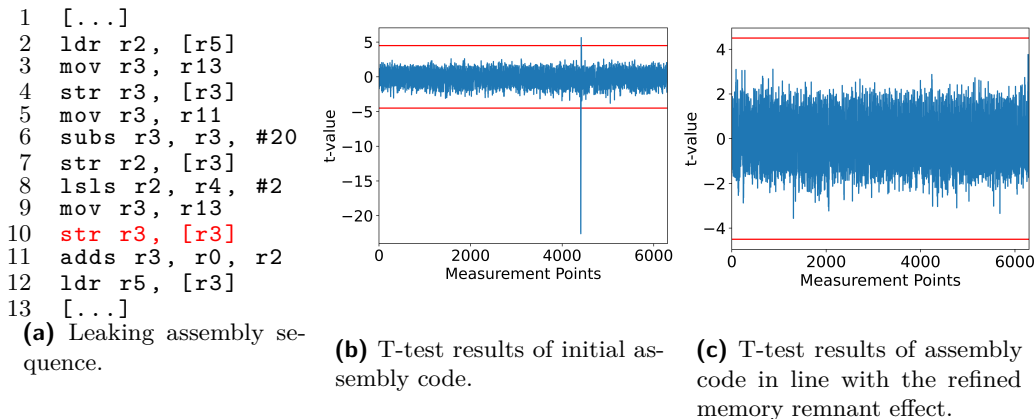 1 [...]
2 ldr r2, [r5]
3 mov r3, r13
4 str r3, [r3]
5 mov r3, r11
6 subs r3, r3, #20
7 str r2, [r3]
8 lsls r2, r4, #2
9 mov r3, r13
10 str r3, [r3]
11 adds r3, r0, r2
12 ldr r5, [r3]
13 [...]
(a) Leaking assembly se-
quence.
5
0
−5
−10
−15
−20
t-value
0 2000 4000 6000
Measurement Points
(b) T-test results of initial as-
sembly code.
4
2
0
−2
−4
t-value
0 2000 4000 6000
Measurement Points
(c) T-test results of assembly
code in line with the refined
memory remnant effect.